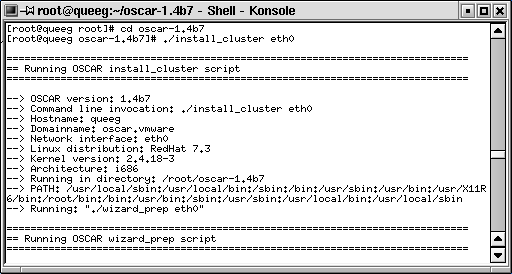 root@queeg:~/oscar-1.4b7 - Shell - Konsole
[root@queeg root]# cd oscar-1.4b7
[root@queeg oscar-1.4b7]# ./install_cluster eth0
=============================================================================
== Running OSCAR install_cluster script
=============================================================================
--> OSCAR version: 1.4b7
--> Command line invocation: ./install_cluster eth0
--> Hostname: queeg
--> Domainname: oscar.vmware
--> Network interface: eth0
--> Linux distribution: RedHat 7.3
--> Kernel version: 2.4.18-3
--> Architecture: i686
--> Running in directory: /root/oscar-1.4b7
--> PATH: /usr/local/sbin:/usr/local/bin:/sbin:/bin:/usr/sbin:/usr/bin:/usr/X11R
6/bin:/root/bin:/usr/bin:/bin:/usr/sbin:/sbin:/usr/local/bin:/usr/local/sbin
--> Running: "./wizard_prep eth0"
=============================================================================
== Running OSCAR wizard_prep script
=============================================================================